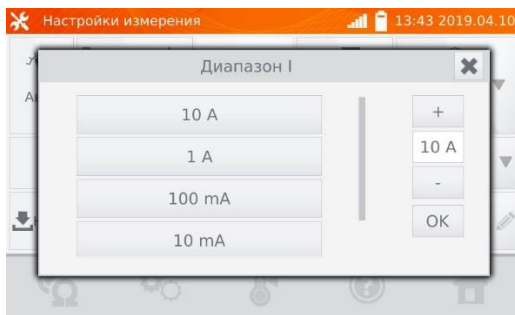 Настройки измерения 13:43 2019.04.10
Диапазон I
10 A
1 A
100 mA
10 mA
+
10 A
-
OK